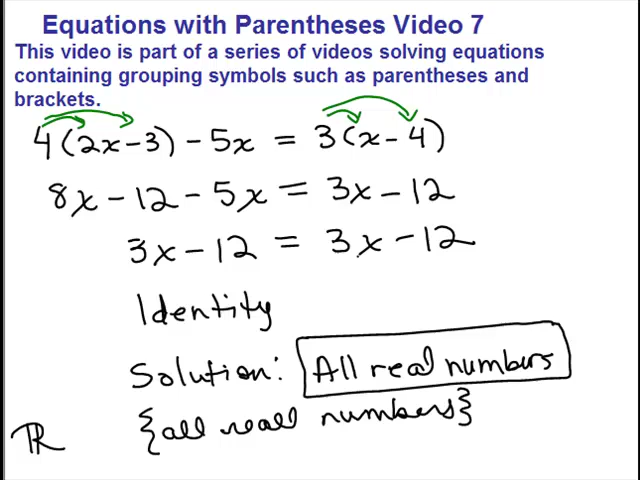 Equations with Parentheses Video 7
This video is part of a series of videos solving equations
containing grouping symbols such as parentheses and
brackets.
4(2x-3) - 5x = 3(x-4)
8x - 12 - 5x = 3x - 12
3x - 12 = 3x - 12
Identity
Solution: All real numbers
{all reall numbers}
ℝ